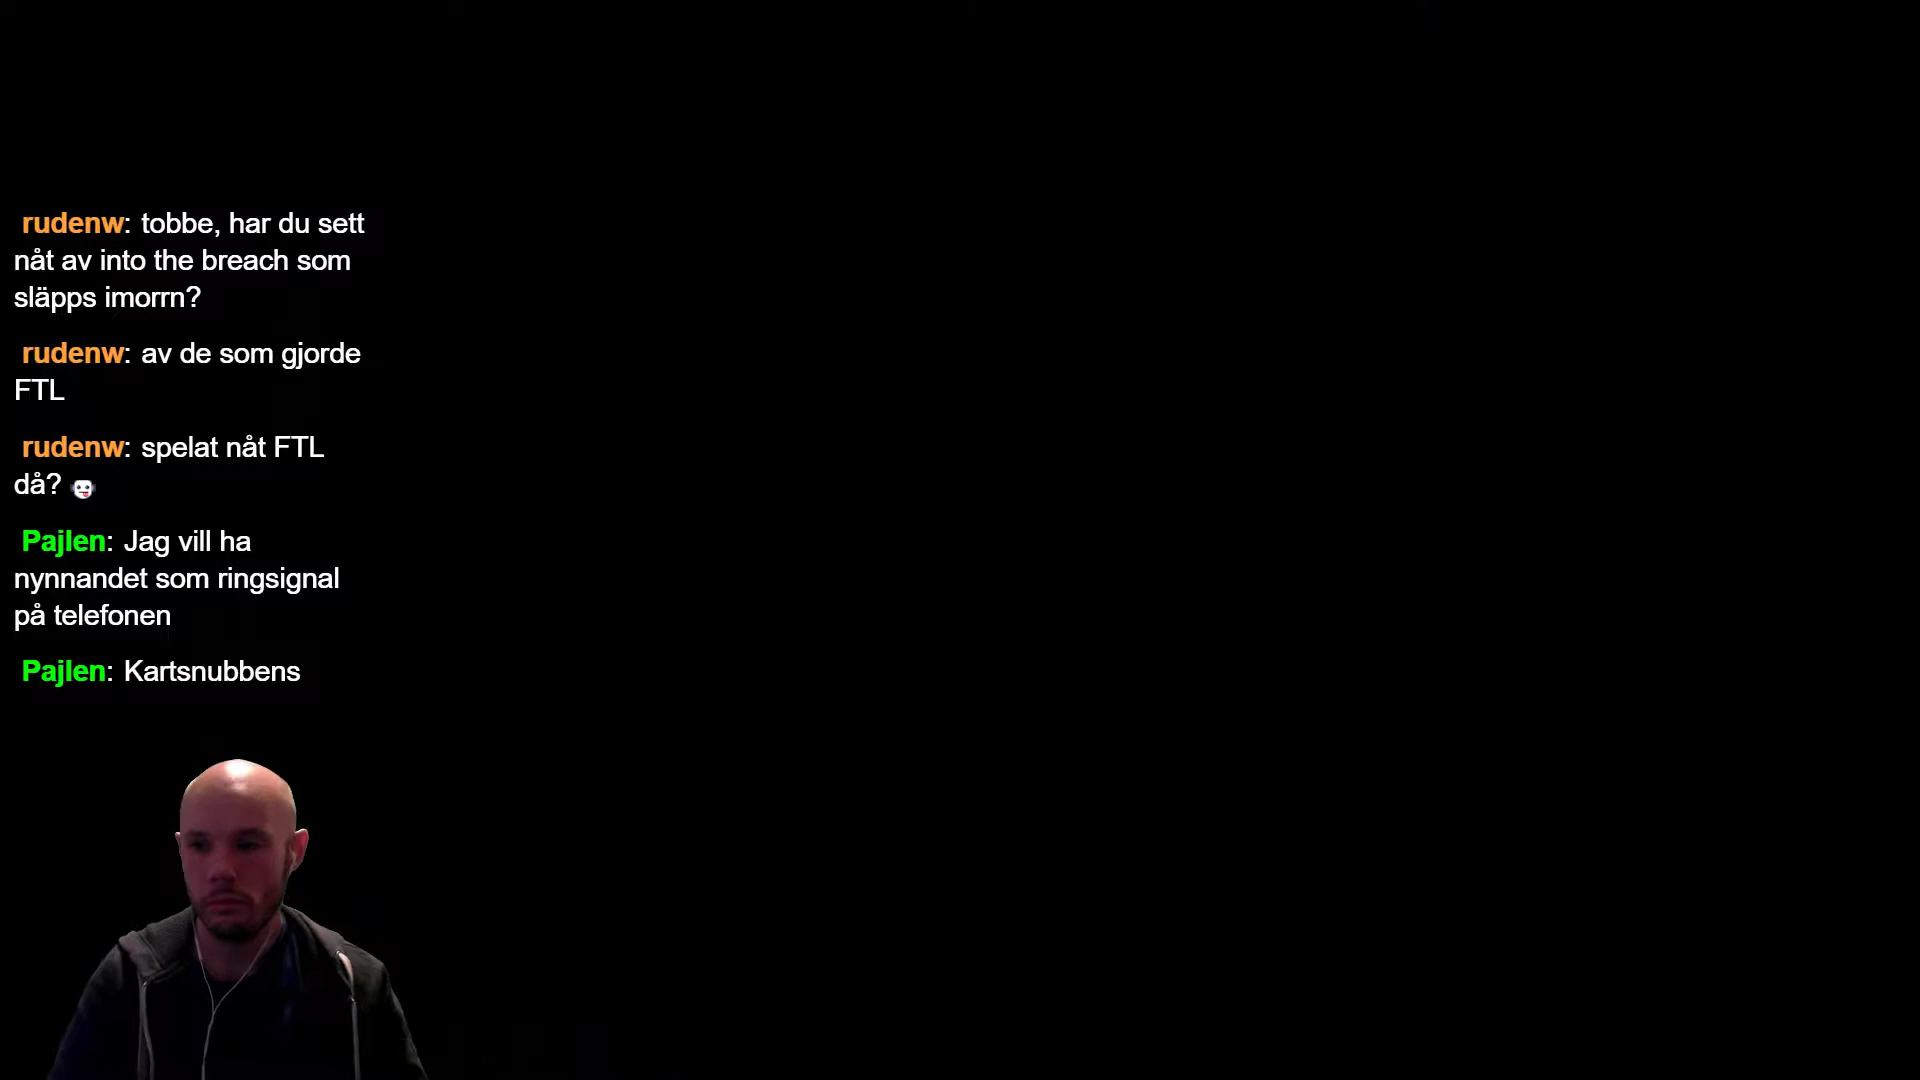 rudenw: tobbe, har du sett
nåt av into the breach som
släpps imorrn?
rudenw: av de som gjorde
FTL
rudenw: spelat nåt FTL
då?
Pajlen: Jag vill ha
nynnandet som ringsignal
på telefonen
Pajlen: Kartsnubbens